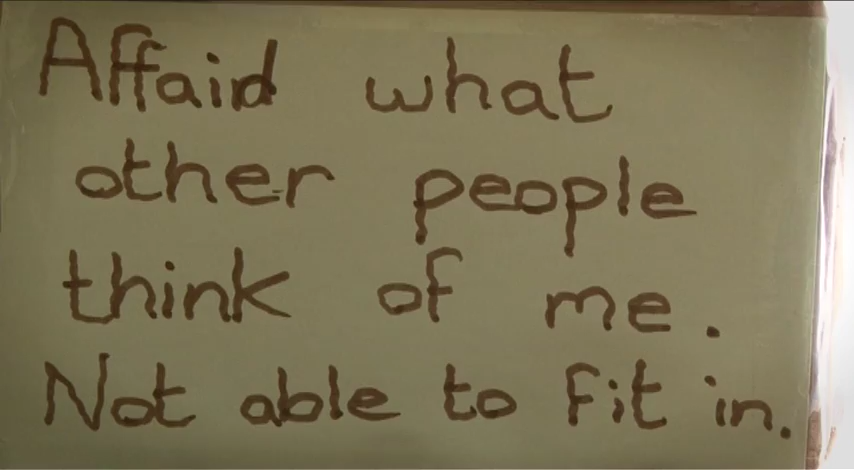 Affaid what
other people
think of me.
Not able to fit in.